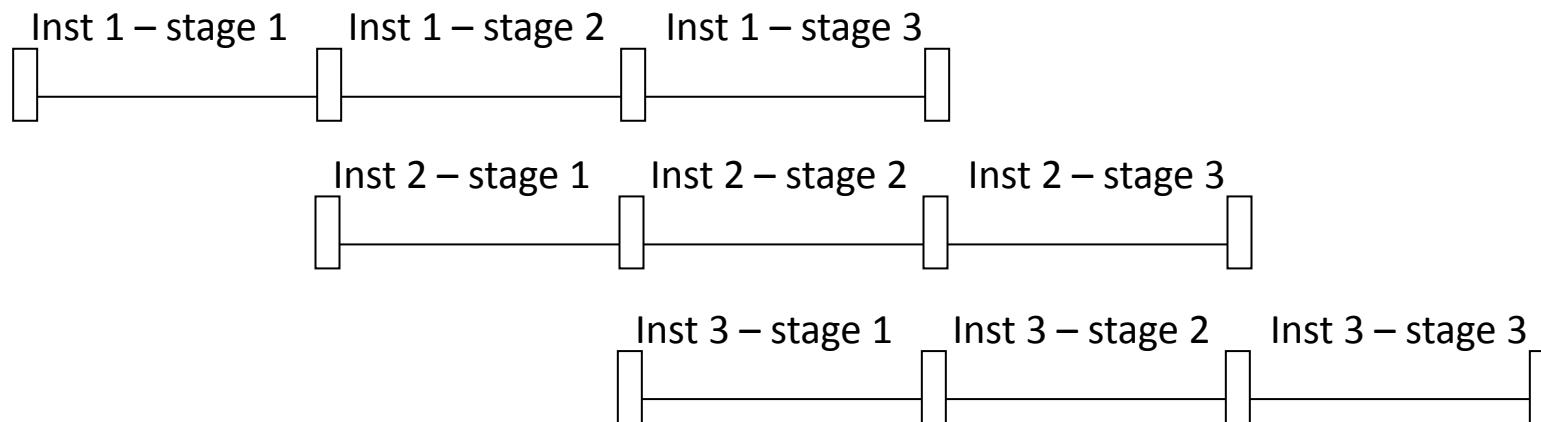 Inst 1 – stage 1 Inst 1 – stage 2 Inst 1 – stage 3
Inst 2 – stage 1 Inst 2 – stage 2 Inst 2 – stage 3
Inst 3 – stage 1 Inst 3 – stage 2 Inst 3 – stage 3